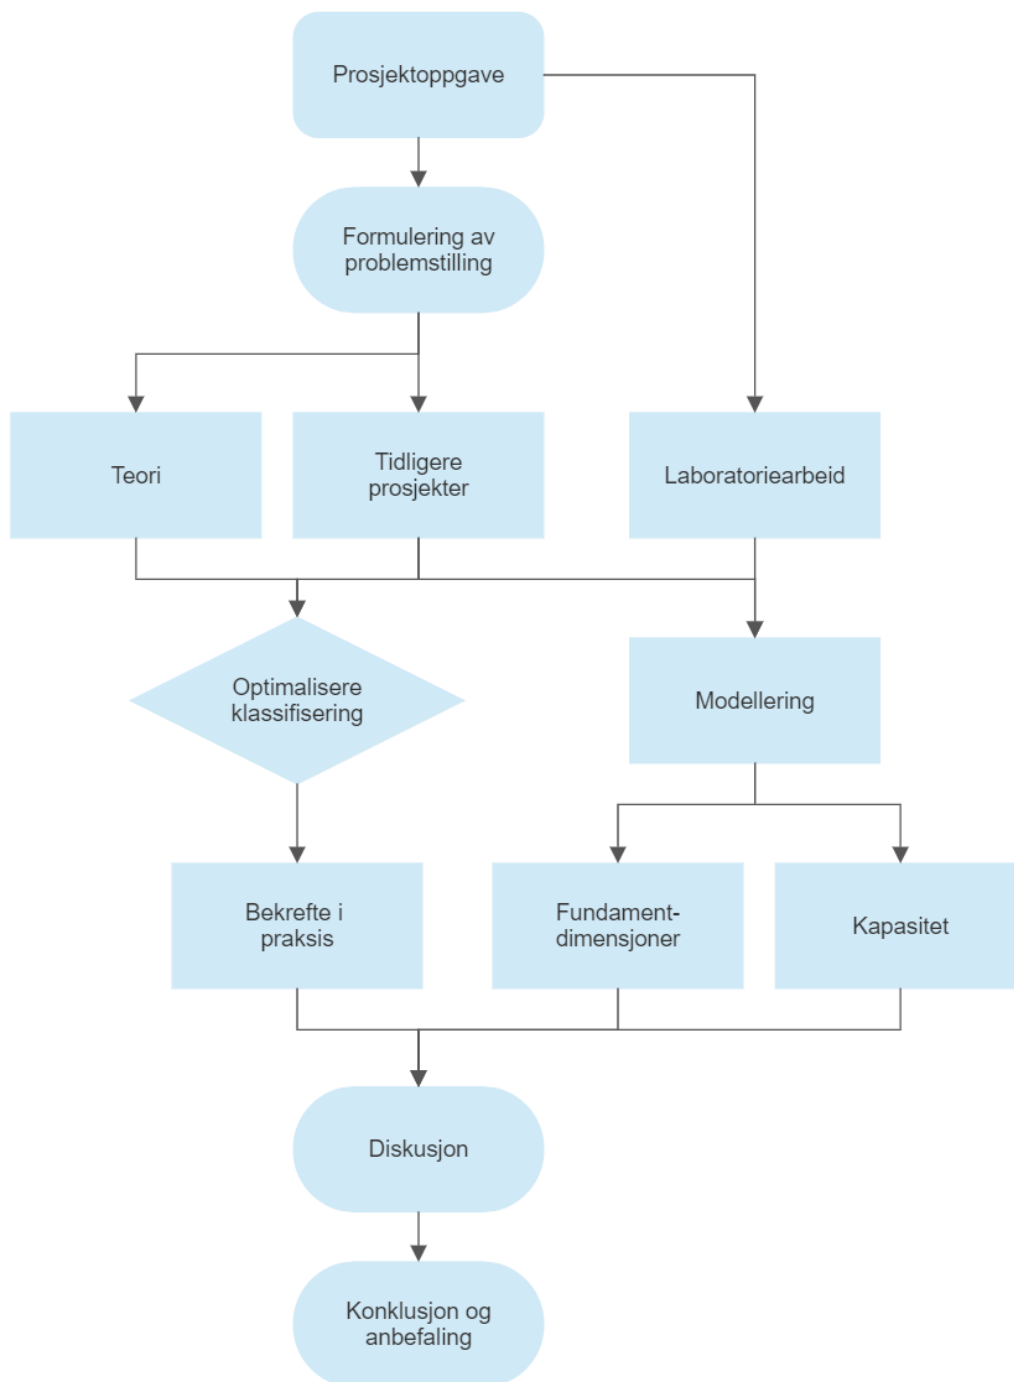 Prosjektoppgave
Formulering av
problemstilling
Teori
Tidligere
prosjekter
Laboratoriearbeid
Optimalisere
klassifisering
Modellering
Bekrefte i
praksis
Fundament-
dimensjoner
Kapasitet
Diskusjon
Konklusjon og
anbefaling